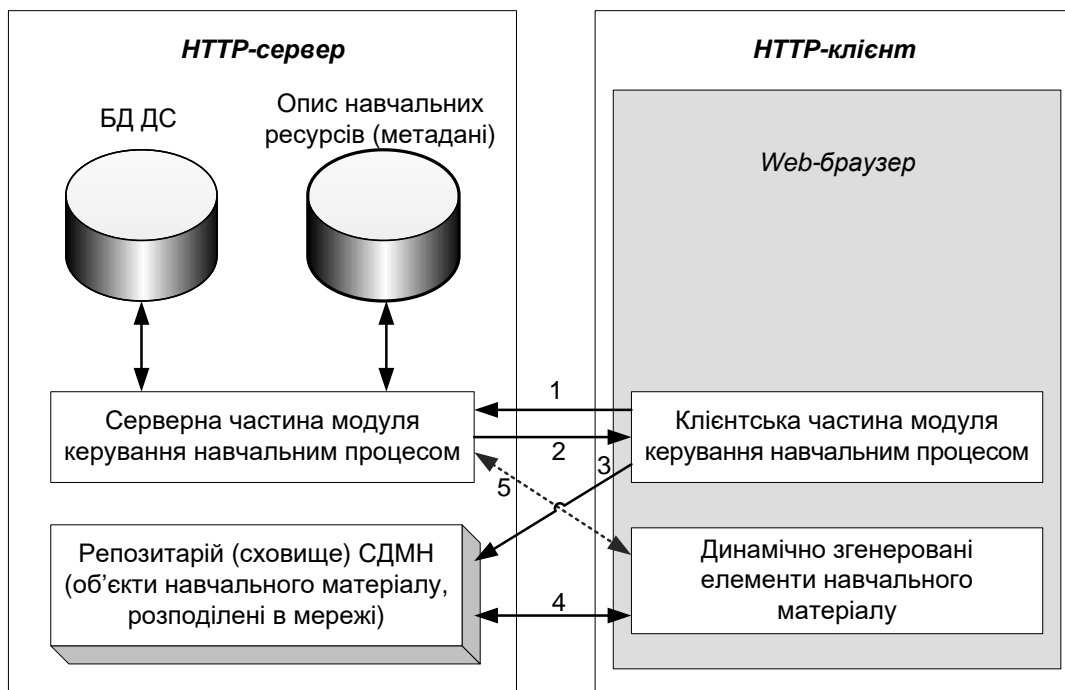 HTTP-сервер
БД ДС
Опис навчальних
ресурсів (метадані)
Серверна частина модуля
керування навчальним процесом
Репозитарій (сховище) СДМН
(об’єкти навчального матеріалу,
розподілені в мережі)
1
2
3
5
4
HTTP-клієнт
Web-браузер
Клієнтська частина модуля
керування навчальним процесом
Динамічно згенеровані
елементи навчального
матеріалу